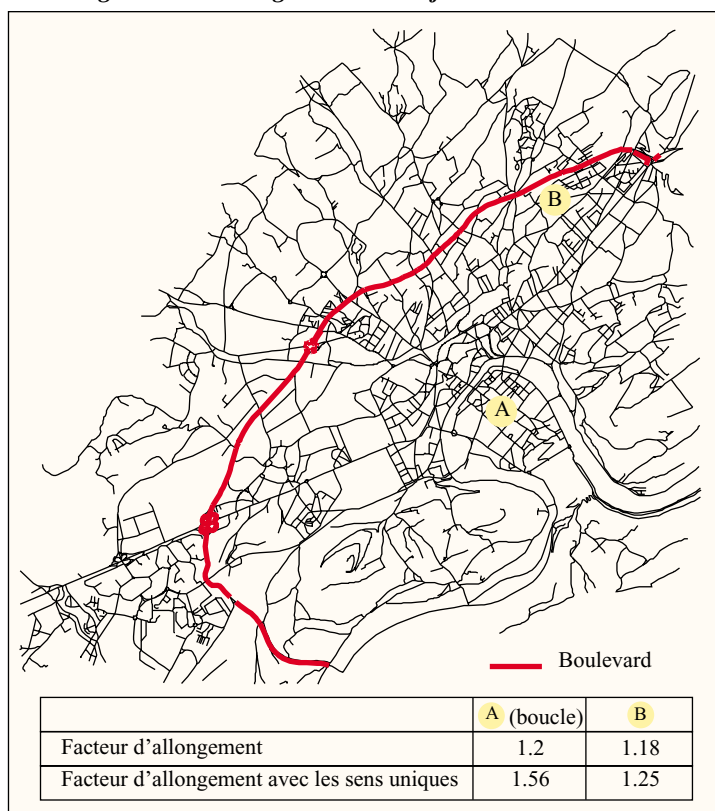 B
A
Boulevard
A (boucle) B
Facteur d'allongement 1.2 1.18
Facteur d'allongement avec les sens uniques 1.56 1.25